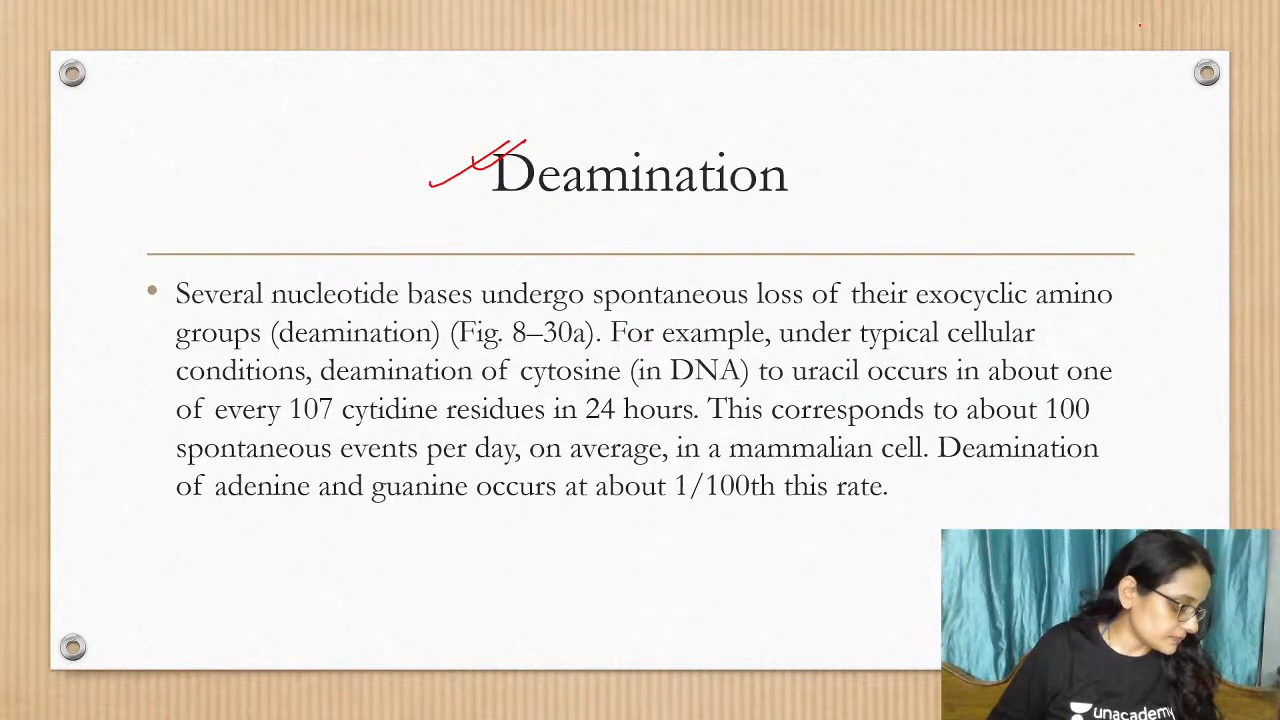 Deamination
• Several nucleotide bases undergo spontaneous loss of their exocyclic amino
groups (deamination) (Fig. 8–30a). For example, under typical cellular
conditions, deamination of cytosine (in DNA) to uracil occurs in about one
of every 107 cytidine residues in 24 hours. This corresponds to about 100
spontaneous events per day, on average, in a mammalian cell. Deamination
of adenine and guanine occurs at about 1/100th this rate.
unacademy